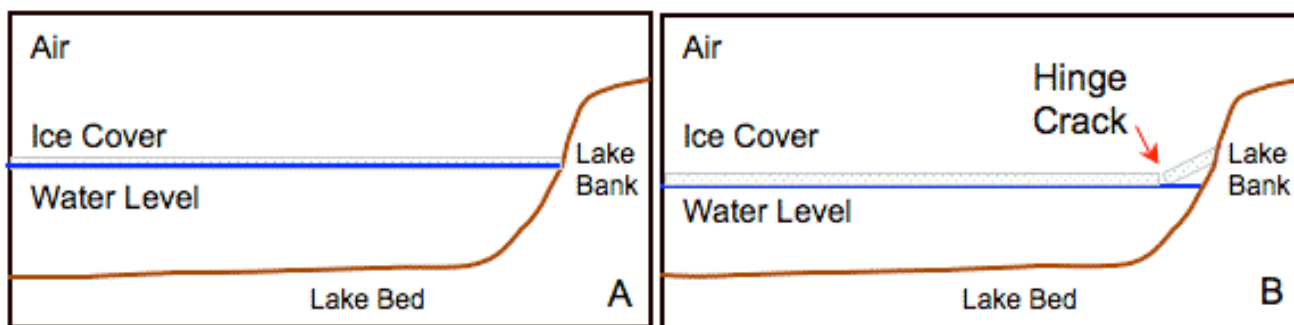 Air
Ice Cover
Water Level
Lake
Bank
Lake Bed
A
Air
Hinge
Crack
Ice Cover
Water Level
Lake
Bank
Lake Bed
B